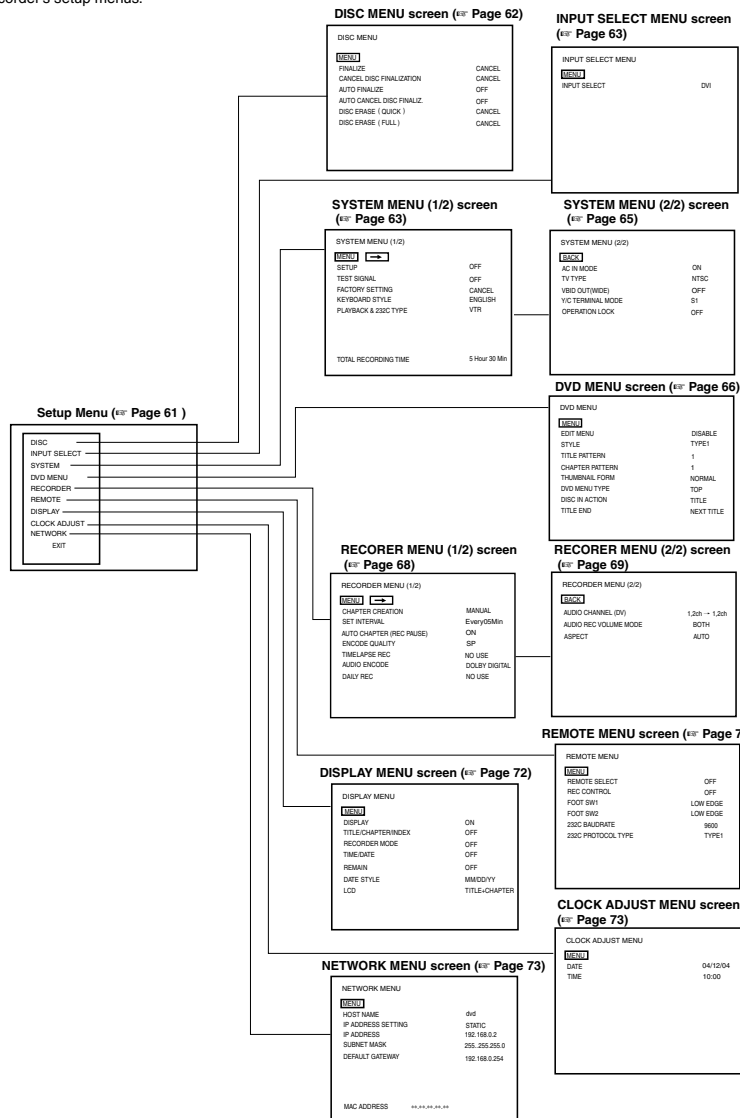 corder's setup menus.
DISC MENU screen (☞ Page 62)
DISC MENU
MENU
FINALIZE CANCEL
CANCEL DISC FINALIZATION CANCEL
AUTO FINALIZE OFF
AUTO CANCEL DISC FINALIZ. OFF
DISC ERASE ( QUICK ) CANCEL
DISC ERASE ( FULL ) CANCEL
INPUT SELECT MENU screen
(☞ Page 63)
INPUT SELECT MENU
MENU
INPUT SELECT DVI
SYSTEM MENU (1/2) screen
(☞ Page 63)
SYSTEM MENU (1/2)
MENU →
SETUP OFF
TEST SIGNAL OFF
FACTORY SETTING CANCEL
KEYBOARD STYLE ENGLISH
PLAYBACK & 232C TYPE VTR
TOTAL RECORDING TIME 5 Hour 30 Min
SYSTEM MENU (2/2) screen
(☞ Page 65)
SYSTEM MENU (2/2)
BACK
AC IN MODE ON
TV TYPE NTSC
VBID OUT(WIDE) OFF
Y/C TERMINAL MODE S1
OPERATION LOCK OFF
DVD MENU screen (☞ Page 66)
DVD MENU
MENU
EDIT MENU DISABLE
STYLE TYPE1
TITLE PATTERN 1
CHAPTER PATTERN 1
THUMBNAIL FORM NORMAL
DVD MENU TYPE TOP
DISC IN ACTION TITLE
TITLE END NEXT TITLE
Setup Menu (☞ Page 61 )
DISC
INPUT SELECT
SYSTEM
DVD MENU
RECORDER
REMOTE
DISPLAY
CLOCK ADJUST
NETWORK
EXIT
RECORER MENU (1/2) screen
(☞ Page 68)
RECORDER MENU (1/2)
MENU →
CHAPTER CREATION MANUAL
SET INTERVAL Every05Min
AUTO CHAPTER (REC PAUSE) ON
ENCODE QUALITY SP
TIMELAPSE REC NO USE
AUDIO ENCODE DOLBY DIGITAL
DAILY REC NO USE
RECORER MENU (2/2) screen
(☞ Page 69)
RECORDER MENU (2/2)
BACK
AUDIO CHANNEL (DV) 1,2ch → 1,2ch
AUDIO REC VOLUME MODE BOTH
ASPECT AUTO
REMOTE MENU screen (☞ Page 7
REMOTE MENU
MENU
REMOTE SELECT OFF
REC CONTROL OFF
FOOT SW1 LOW EDGE
FOOT SW2 LOW EDGE
232C BAUDRATE 9600
232C PROTOCOL TYPE TYPE1
DISPLAY MENU screen (☞ Page 72)
DISPLAY MENU
MENU
DISPLAY ON
TITLE/CHAPTER/INDEX OFF
RECORDER MODE OFF
TIME/DATE OFF
REMAIN OFF
DATE STYLE MM/DD/YY
LCD TITLE+CHAPTER
CLOCK ADJUST MENU screen
(☞ Page 73)
CLOCK ADJUST MENU
MENU
DATE 04/12/04
TIME 10:00
NETWORK MENU screen (☞ Page 73)
NETWORK MENU
MENU
HOST NAME dvd
IP ADDRESS SETTING STATIC
IP ADDRESS 192.168.0.2
SUBNET MASK 255..255.255.0
DEFAULT GATEWAY 192.168.0.254
MAC ADDRESS **.**.**.**.**